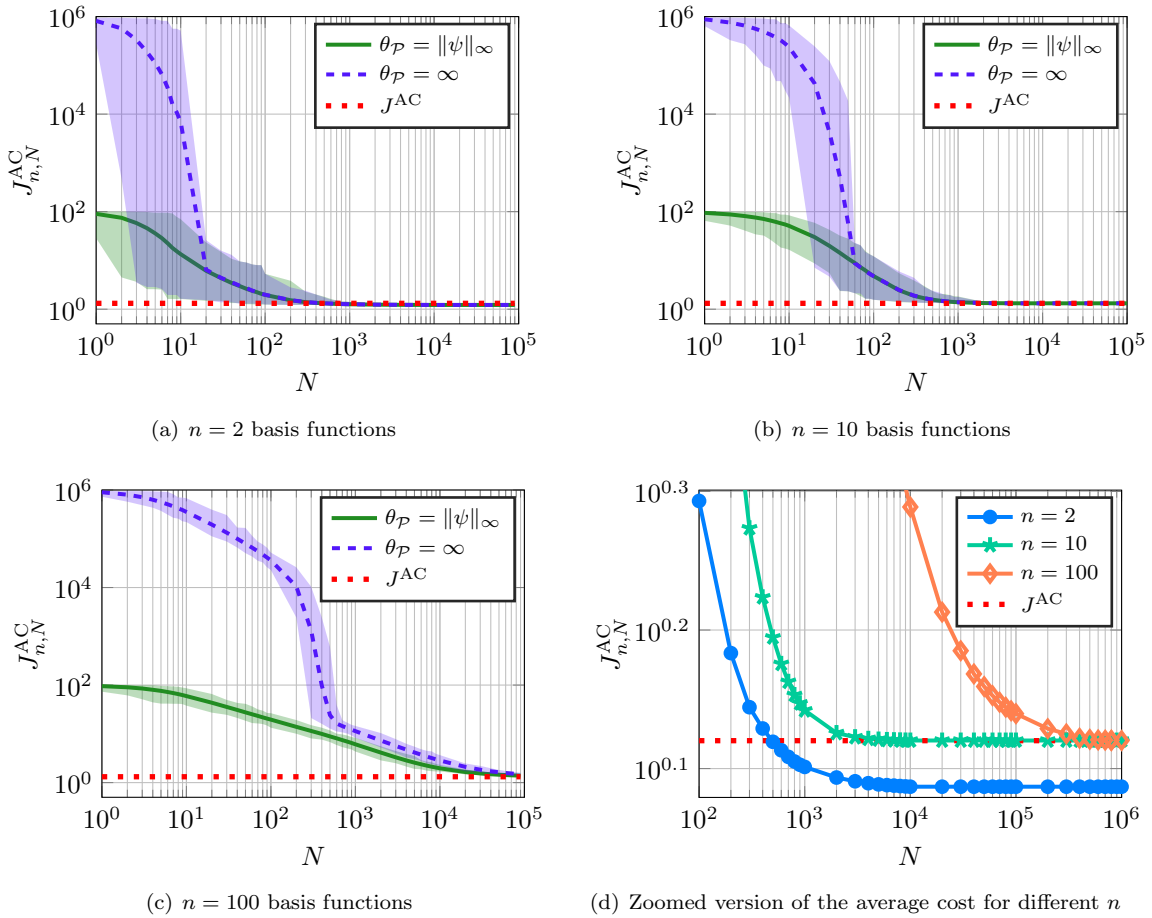 10^6
10^4
10^2
10^0
J^{AC}_{n,N}
θ_P = ‖ψ‖_∞
θ_P = ∞
J^{AC}
10^0 10^1 10^2 10^3 10^4 10^5
N
(a) n = 2 basis functions
10^6
10^4
10^2
10^0
J^{AC}_{n,N}
θ_P = ‖ψ‖_∞
θ_P = ∞
J^{AC}
10^0 10^1 10^2 10^3 10^4 10^5
N
(b) n = 10 basis functions
10^6
10^4
10^2
10^0
J^{AC}_{n,N}
θ_P = ‖ψ‖_∞
θ_P = ∞
J^{AC}
10^0 10^1 10^2 10^3 10^4 10^5
N
(c) n = 100 basis functions
10^{0.3}
10^{0.2}
10^{0.1}
J^{AC}_{n,N}
n = 2
n = 10
n = 100
J^{AC}
10^2 10^3 10^4 10^5 10^6
N
(d) Zoomed version of the average cost for different n